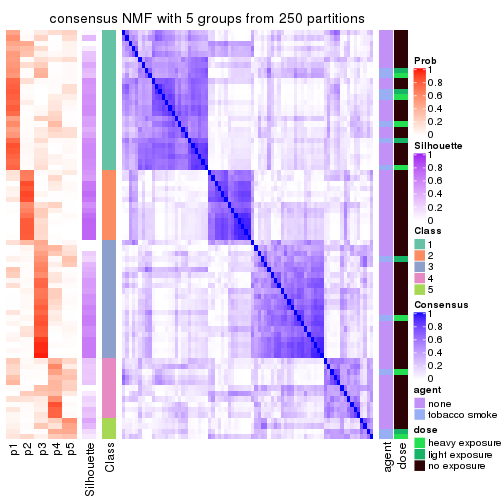 consensus NMF with 5 groups from 250 partitions
p1
p2
p3
p4
p5
Silhouette
Class
agent
dose
Prob
1
0.8
0.6
0.4
0.2
0
Silhouette
1
0.8
0.6
0.4
0.2
0
Class
1
2
3
4
5
Consensus
1
0.8
0.6
0.4
0.2
0
agent
none
tobacco smoke
dose
heavy exposure
light exposure
no exposure